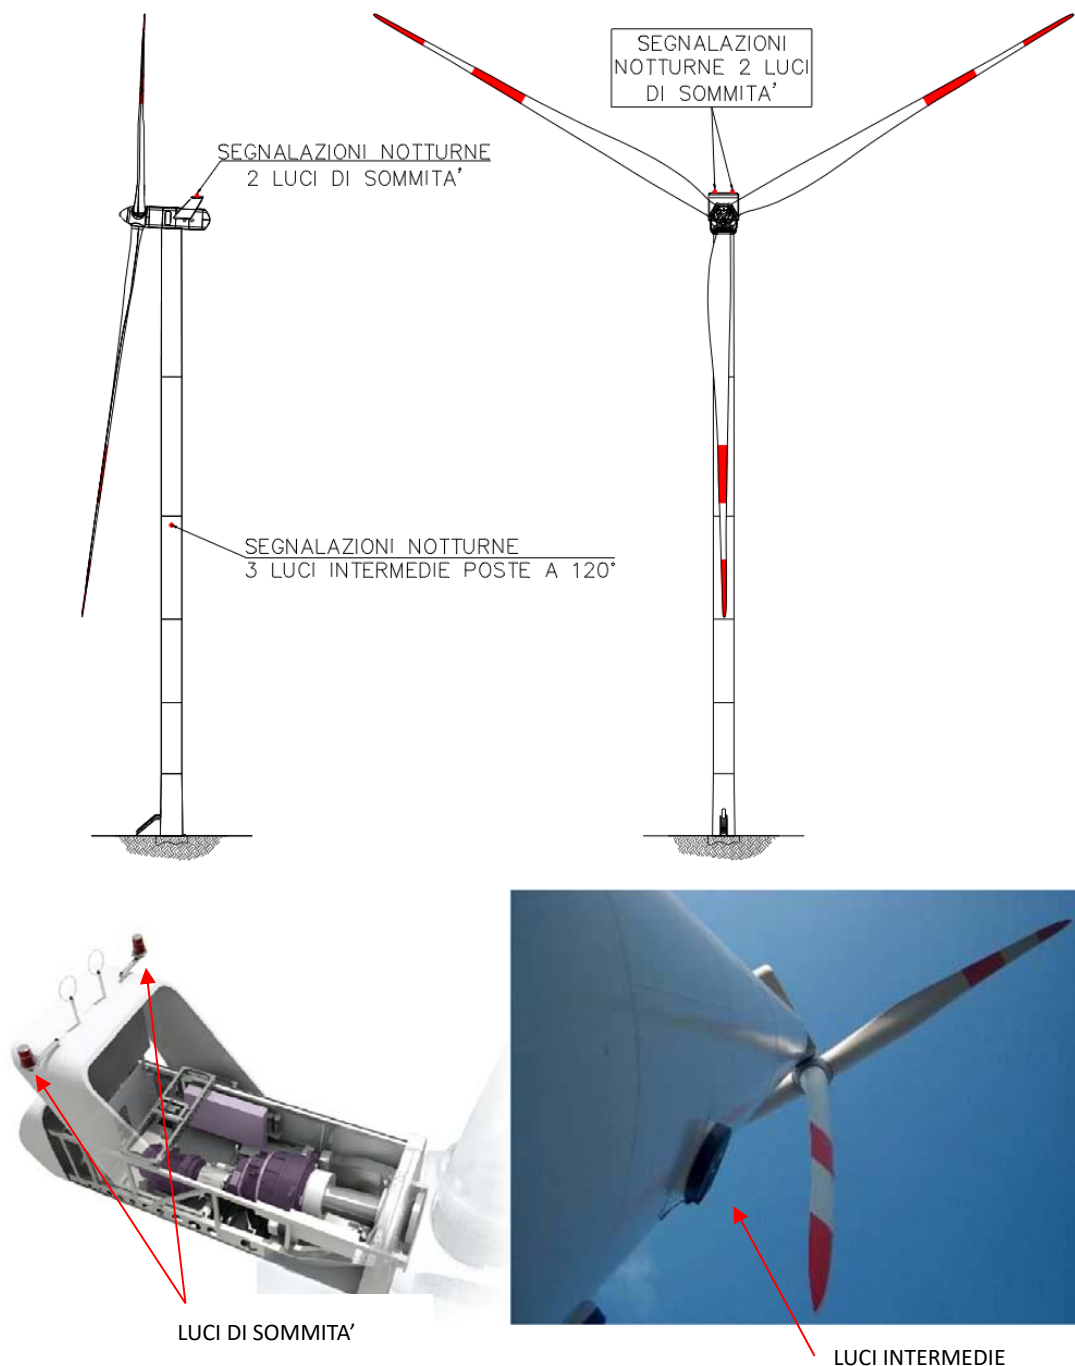 SEGNALAZIONI
NOTTURNE 2 LUCI
DI SOMMITA'
SEGNALAZIONI NOTTURNE
2 LUCI DI SOMMITA'
SEGNALAZIONI NOTTURNE
3 LUCI INTERMEDIE POSTE A 120°
LUCI DI SOMMITA’
LUCI INTERMEDIE